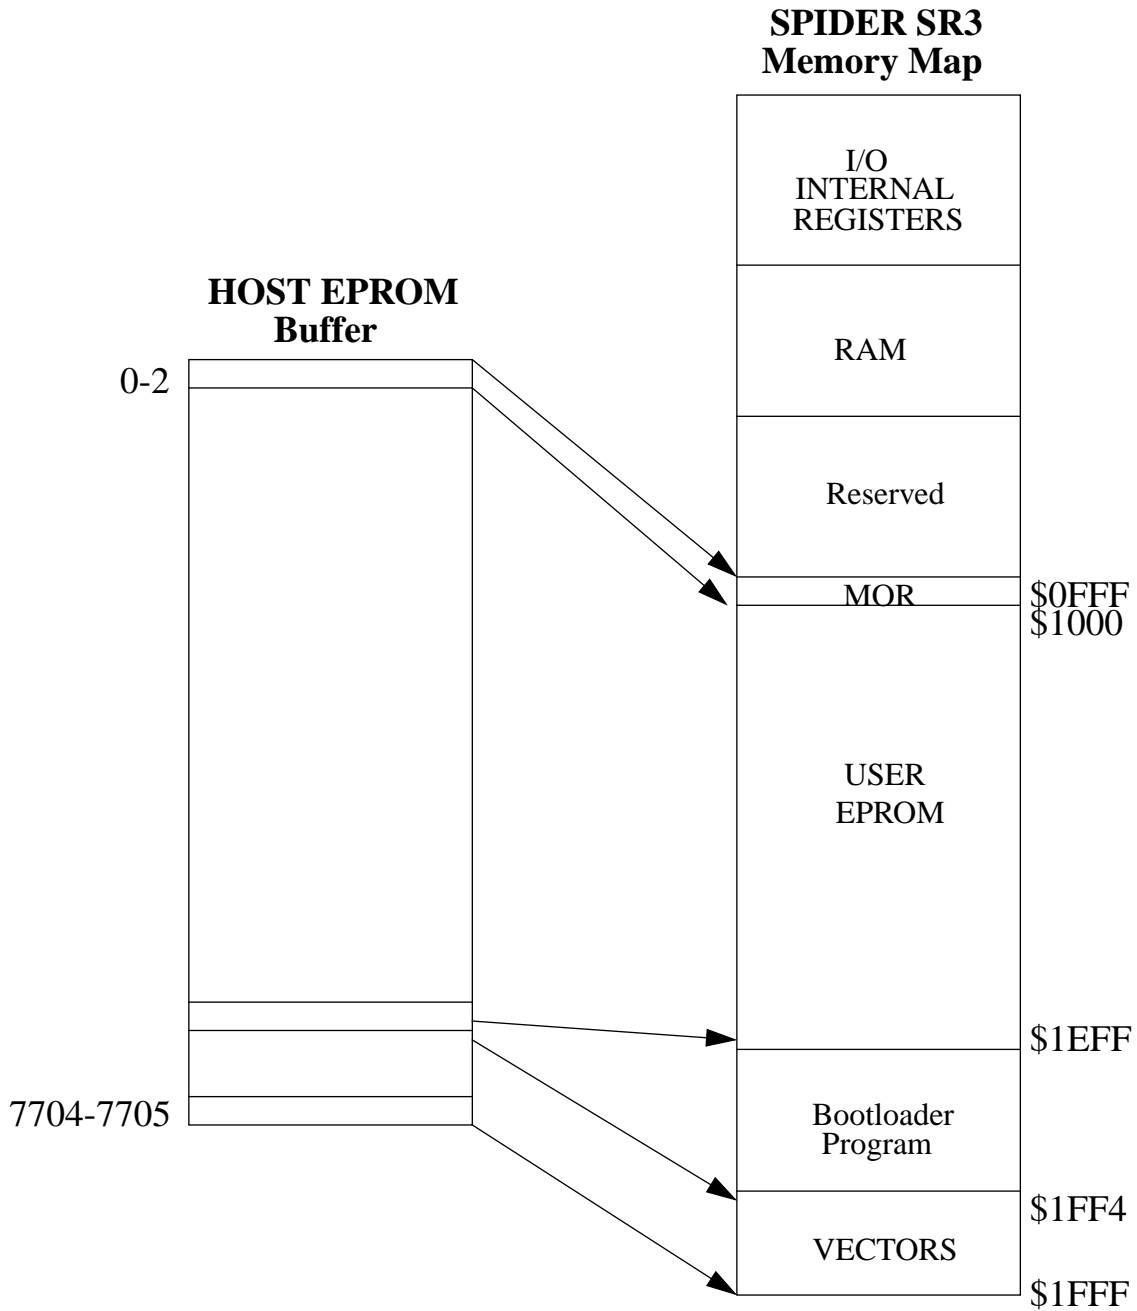 SPIDER SR3
Memory Map
I/O
INTERNAL
REGISTERS
HOST EPROM
Buffer
RAM
0-2
Reserved
MOR
$0FFF
$1000
USER
EPROM
$1EFF
7704-7705
Bootloader
Program
$1FF4
VECTORS
$1FFF